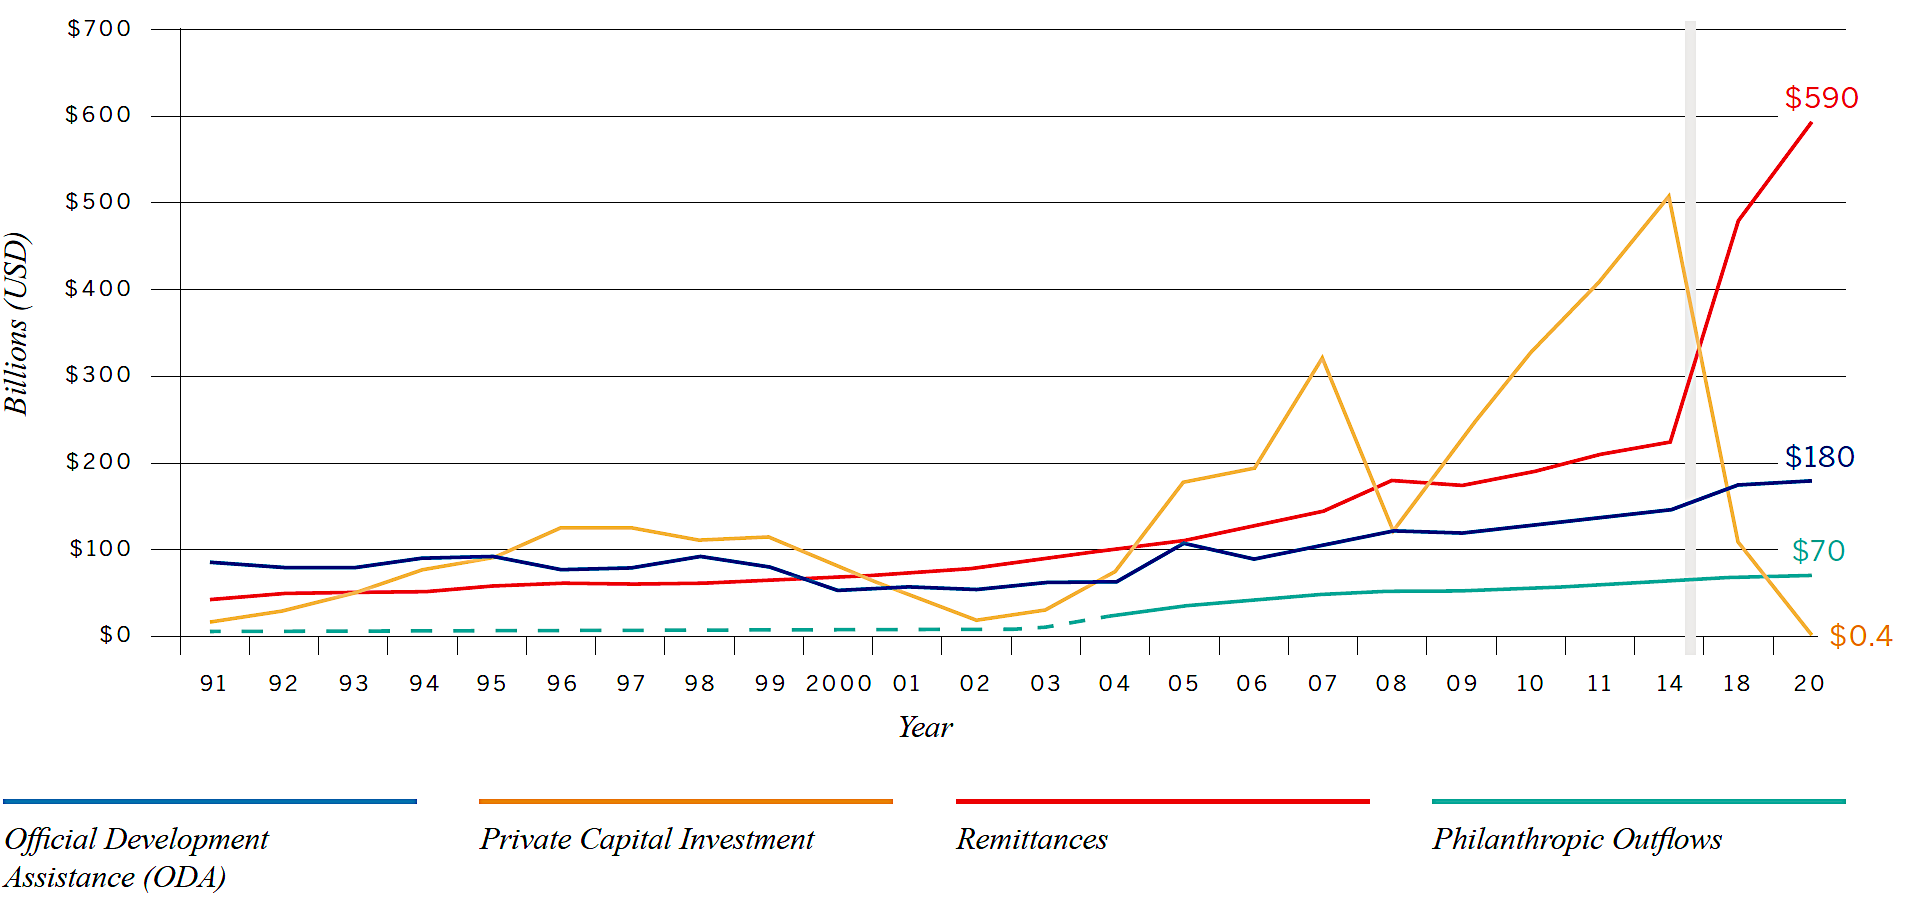 $700
$600
$500
$400
$300
$200
$100
$0
Billions (USD)
$590
$180
$70
$0.4
91 92 93 94 95 96 97 98 99 2000 01 02 03 04 05 06 07 08 09 10 11 14 18 20
Year
Official Development
Assistance (ODA)
Private Capital Investment
Remittances
Philanthropic Outflows